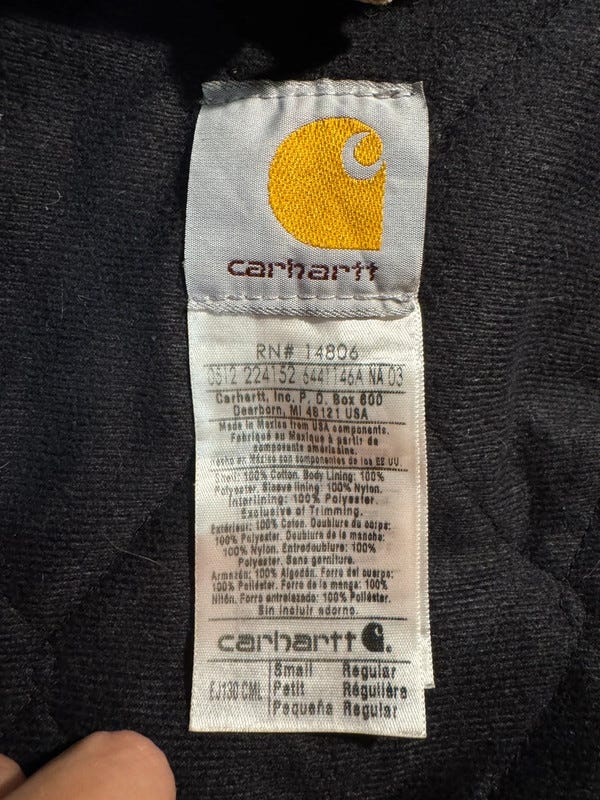 carhartt
RN# 14806
0612 224152 6441146A NA 03
Carhartt, Inc. P. O. Box 600
Dearborn, MI 48121 USA
Made in Mexico from USA components.
Fabriqué au Mexique à partir de
composants américains.
Hecho en México con componentes de los EE UU.
Shell: 100% Cotton. Body Lining: 100%
Polyester. Sleeve lining: 100% Nylon.
Interlining: 100% Polyester.
Exclusive of Trimming.
Extérieur: 100% Coton. Doublure du corps:
100% Polyester. Doublure de la manche:
100% Nylon. Entredoublure: 100%
Polyester. Sans garniture.
Armazón: 100% Algodón. Forro del cuerpo:
100% Poliéster. Forro de la manga: 100%
Nilón. Forro entrelazado: 100% Poliéster.
Sin incluir adorno.
carhartt
EJ130 CML
Small Regular
Petit Régulière
Pequeña Regular